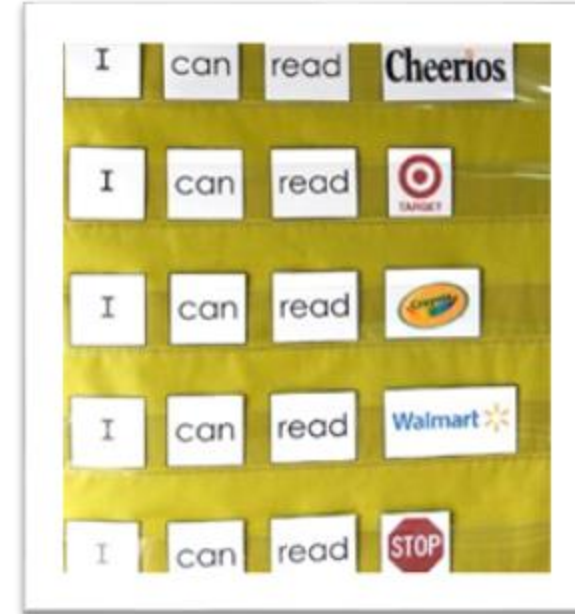 I can read Cheerios
I can read TARGET
I can read Crayola
I can read Walmart
I can read STOP